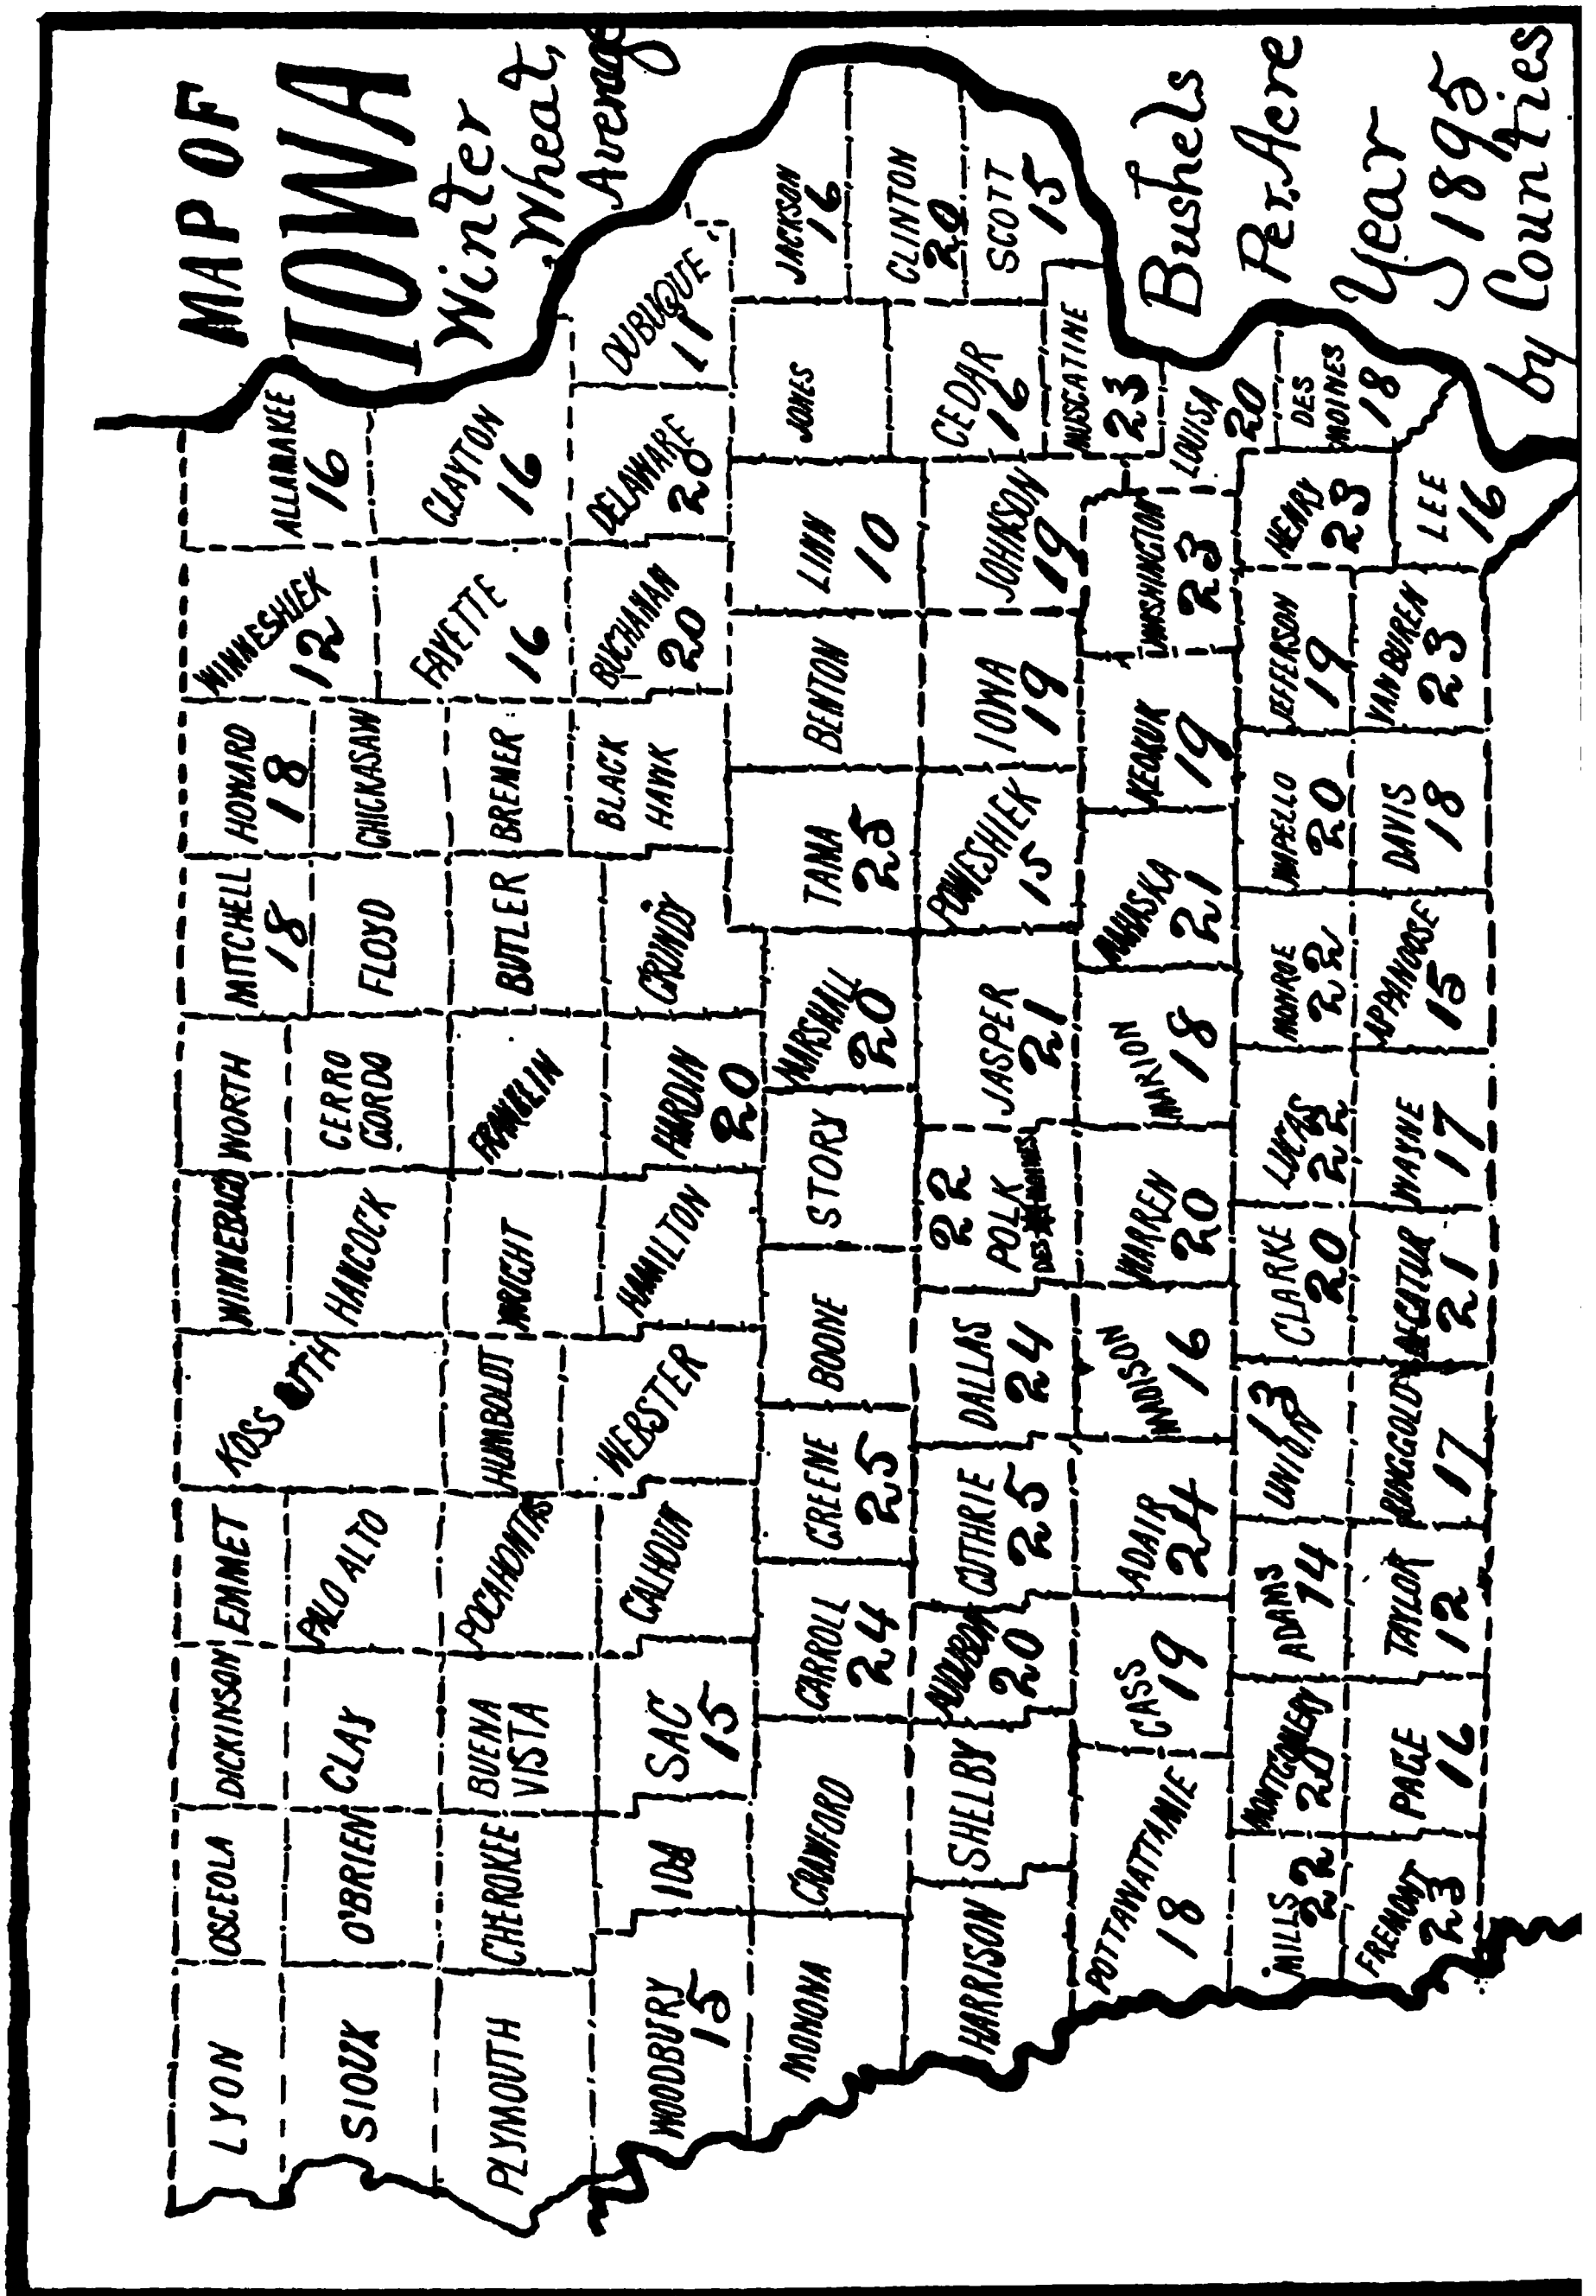 MAP OF
IOWA
Winter
Wheat,
Average
Bushels
Per. Acre
Year
1895
by Counties
LYON
OSCEOLA
DICKINSON
EMMET
KOSSUTH
WINNEBAGO
WORTH
MITCHELL
18
HOWARD
18
WINNESHIEK
12
ALLAMAKEE
16
SIOUX
O'BRIEN
CLAY
PALO ALTO
HANCOCK
CERRO
GORDO
FLOYD
CHICKASAW
PLYMOUTH
CHEROKEE
BUENA
VISTA
POCAHONTAS
HUMBOLDT
WRIGHT
FRANKLIN
BUTLER
BREMER
FAYETTE
16
CLAYTON
16
WOODBURY
15
IDA
SAC
15
CALHOUN
WEBSTER
HAMILTON
HARDIN
20
GRUNDY
BLACK
HAWK
BUCHANAN
20
DELAWARE
20
DUBUQUE
11
MONONA
CRAWFORD
CARROLL
24
GREENE
25
BOONE
STORY
MARSHALL
20
TAMA
25
BENTON
LINN
10
JONES
JACKSON
16
CLINTON
20
HARRISON
SHELBY
AUDUBON
20
GUTHRIE
25
DALLAS
24
22
POLK
DES MOINES
JASPER
21
POWESHIEK
15
IOWA
19
JOHNSON
19
CEDAR
16
SCOTT
15
MUSCATINE
23
POTTAWATTAMIE
18
CASS
19
ADAIR
24
MADISON
16
WARREN
20
MARION
18
MAHASKA
21
KEOKUK
19
WASHINGTON
23
LOUISA
20
MILLS
22
MONTGOMERY
20
ADAMS
14
UNION
13
CLARKE
20
LUCAS
22
MONROE
22
WAPELLO
20
JEFFERSON
19
HENRY
23
DES
MOINES
18
FREMONT
23
PAGE
16
TAYLOR
12
RINGGOLD
17
DECATUR
21
WAYNE
17
APPANOOSE
15
DAVIS
18
VAN BUREN
23
LEE
16